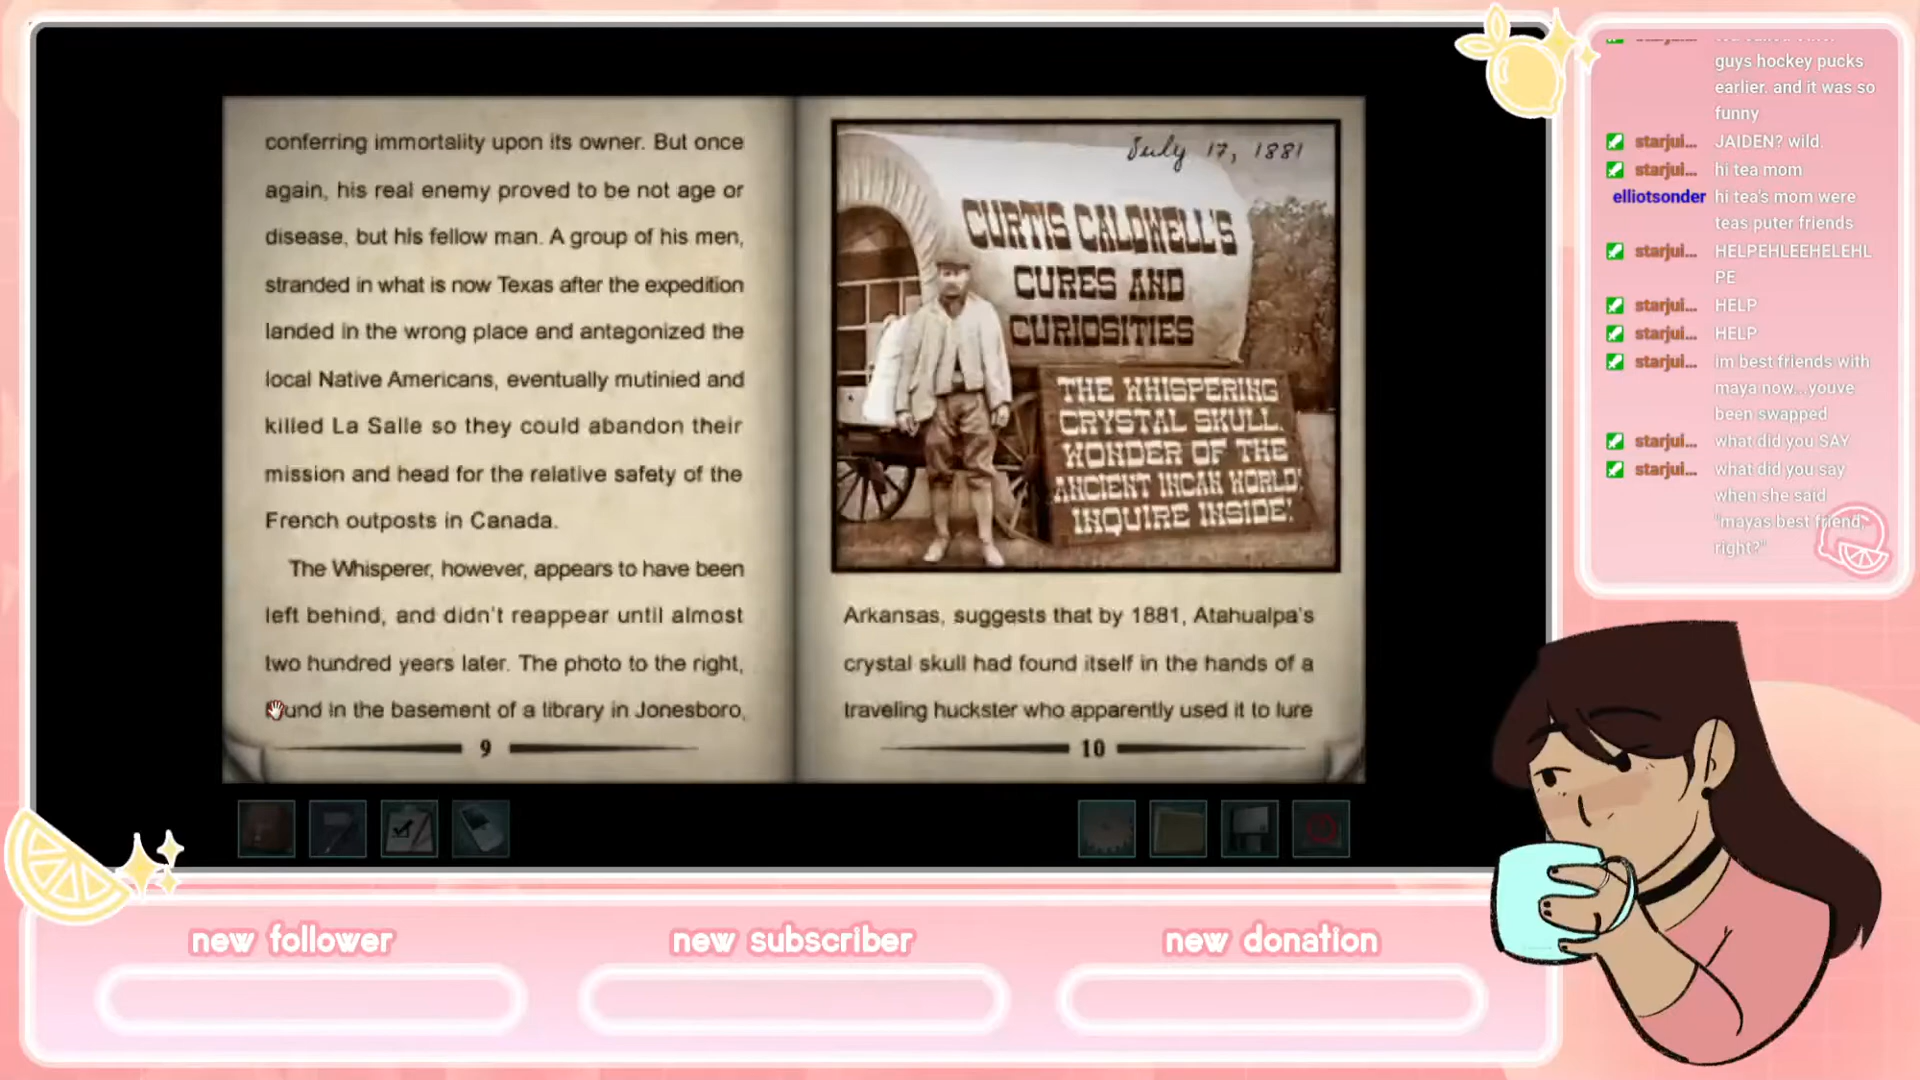 conferring immortality upon its owner. But once
again, his real enemy proved to be not age or
disease, but his fellow man. A group of his men,
stranded in what is now Texas after the expedition
landed in the wrong place and antagonized the
local Native Americans, eventually mutinied and
killed La Salle so they could abandon their
mission and head for the relative safety of the
French outposts in Canada.
The Whisperer, however, appears to have been
left behind, and didn't reappear until almost
two hundred years later. The photo to the right,
found in the basement of a library in Jonesboro,
9
July 17, 1881
CURTIS CALDWELL'S
CURES AND
CURIOSITIES
THE WHISPERING
CRYSTAL SKULL.
WONDER OF THE
ANCIENT INCAN WORLD!
INQUIRE INSIDE!
Arkansas, suggests that by 1881, Atahualpa's
crystal skull had found itself in the hands of a
traveling huckster who apparently used it to lure
10
guys hockey pucks
earlier. and it was so
funny
starjui... JAIDEN? wild.
starjui... hi tea mom
elliotsonder hi tea's mom were
teas puter friends
starjui... HELPEHLEEHELEHL
PE
starjui... HELP
starjui... HELP
starjui... im best friends with
maya now...youve
been swapped
starjui... what did you SAY
starjui... what did you say
when she said
"mayas best friend,
right?"
new follower
new subscriber
new donation